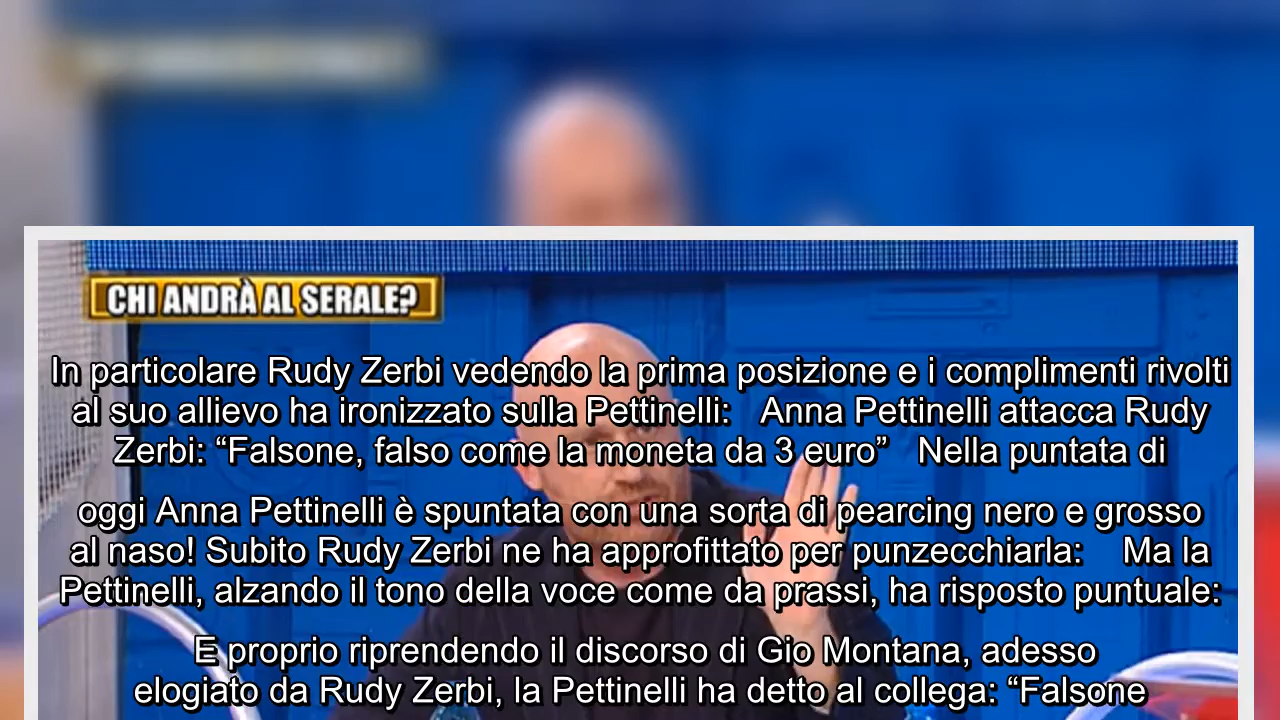 CHI ANDRÀ AL SERALE?
In particolare Rudy Zerbi vedendo la prima posizione e i complimenti rivolti
al suo allievo ha ironizzato sulla Pettinelli:   Anna Pettinelli attacca Rudy
Zerbi: “Falsone, falso come la moneta da 3 euro”   Nella puntata di
oggi Anna Pettinelli è spuntata con una sorta di pearcing nero e grosso
al naso! Subito Rudy Zerbi ne ha approfittato per punzecchiarla:    Ma la
Pettinelli, alzando il tono della voce come da prassi, ha risposto puntuale:
E proprio riprendendo il discorso di Gio Montana, adesso
elogiato da Rudy Zerbi, la Pettinelli ha detto al collega: “Falsone